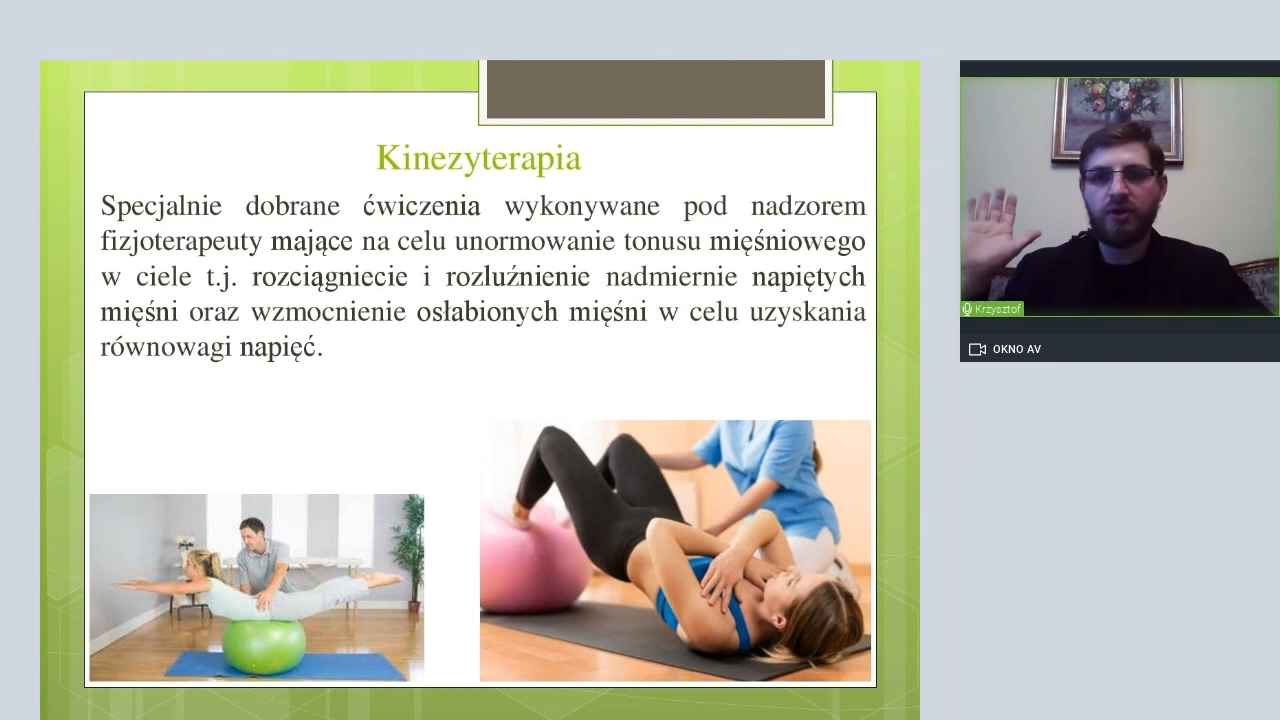 Kinezyterapia
Specjalnie dobrane ćwiczenia wykonywane pod nadzorem
fizjoterapeuty mające na celu unormowanie tonusu mięśniowego
w ciele t.j. rozciągniecie i rozluźnienie nadmiernie napiętych
mięśni oraz wzmocnienie osłabionych mięśni w celu uzyskania
równowagi napięć.
Krzysztof
OKNO AV